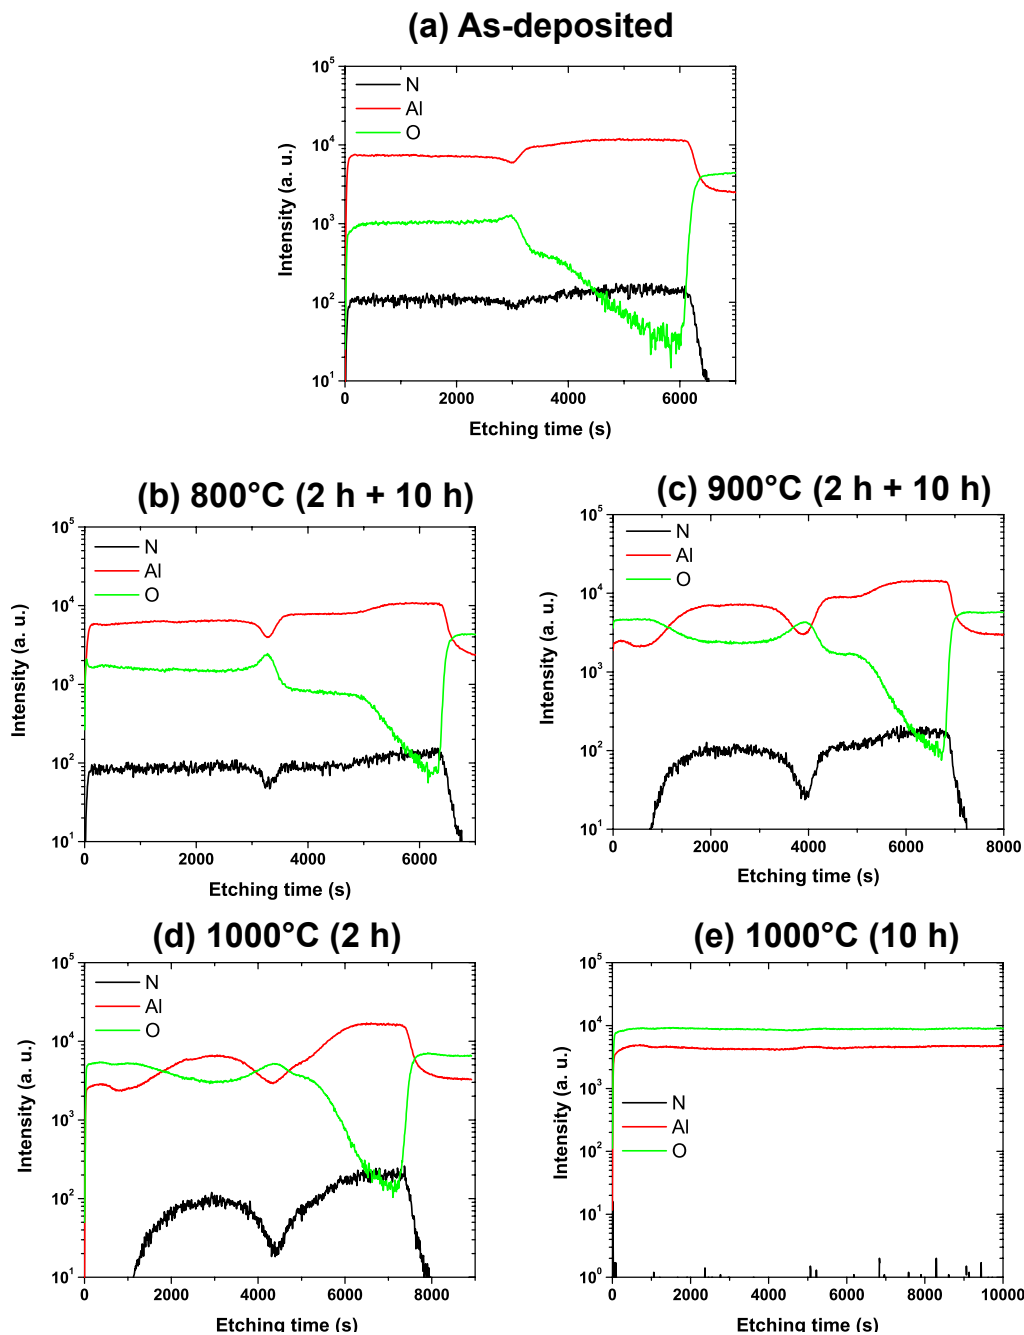 (a) As-deposited
10^5
10^4
10^3
10^2
10^1
Intensity (a. u.)
N
Al
O
0 2000 4000 6000
Etching time (s)
(b) 800°C (2 h + 10 h)
10^5
10^4
10^3
10^2
10^1
Intensity (a. u.)
N
Al
O
0 2000 4000 6000
Etching time (s)
(c) 900°C (2 h + 10 h)
10^5
10^4
10^3
10^2
10^1
Intensity (a. u.)
N
Al
O
0 2000 4000 6000 8000
Etching time (s)
(d) 1000°C (2 h)
10^5
10^4
10^3
10^2
10^1
Intensity (a. u.)
N
Al
O
0 2000 4000 6000 8000
Etching time (s)
(e) 1000°C (10 h)
10^5
10^4
10^3
10^2
10^1
10^0
Intensity (a. u.)
N
Al
O
0 2000 4000 6000 8000 10000
Etching time (s)